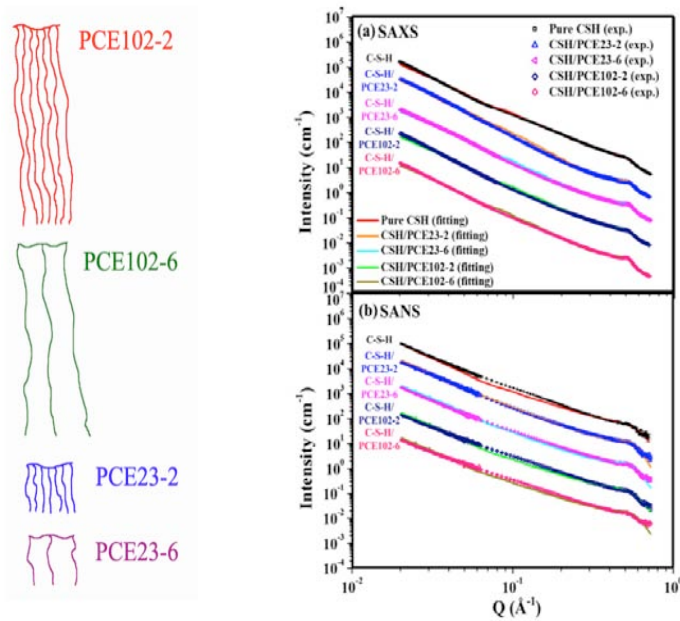 PCE102-2
PCE102-6
PCE23-2
PCE23-6
(a) SAXS
Pure CSH (exp.)
CSH/PCE23-2 (exp.)
CSH/PCE23-6 (exp.)
CSH/PCE102-2 (exp.)
CSH/PCE102-6 (exp.)
C-S-H
C-S-H/
PCE23-2
C-S-H/
PCE23-6
C-S-H/
PCE102-2
C-S-H/
PCE102-6
Pure CSH (fitting)
CSH/PCE23-2 (fitting)
CSH/PCE23-6 (fitting)
CSH/PCE102-2 (fitting)
CSH/PCE102-6 (fitting)
Intensity (cm⁻¹)
10⁷
10⁶
10⁵
10⁴
10³
10²
10¹
10⁰
10⁻¹
10⁻²
10⁻³
10⁻⁴
(b) SANS
C-S-H
C-S-H/
PCE23-2
C-S-H/
PCE23-6
C-S-H/
PCE102-2
C-S-H/
PCE102-6
Intensity (cm⁻¹)
10⁶
10⁵
10⁴
10³
10²
10¹
10⁰
10⁻¹
10⁻²
10⁻³
10⁻⁴
10⁻²
10⁻¹
10⁰
Q (Å⁻¹)